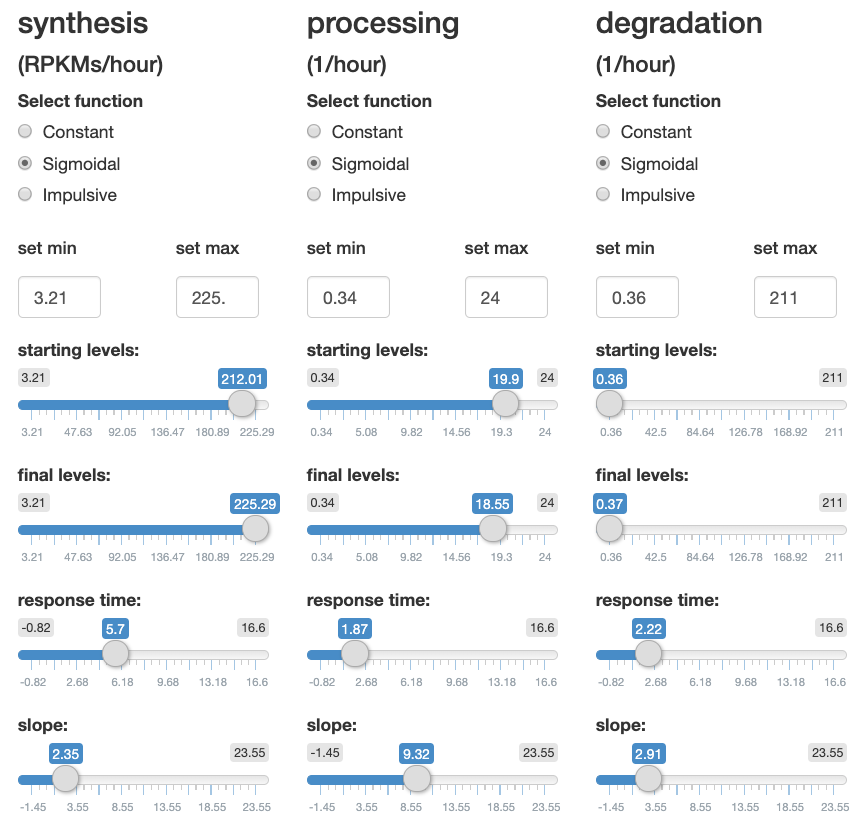 synthesis processing degradation
(RPKMs/hour) (1/hour) (1/hour)
Select function Select function Select function
Constant Constant Constant
Sigmoidal Sigmoidal Sigmoidal
Impulsive Impulsive Impulsive
set min set max set min set max set min set max
3.21 225. 0.34 24 0.36 211
starting levels: starting levels: starting levels:
3.21 212.01 0.34 19.9 24 0.36 211
3.21 47.63 92.05 136.47 180.89 225.29 0.34 5.08 9.82 14.56 19.3 24 0.36 42.5 84.64 126.78 168.92 211
final levels: final levels: final levels:
3.21 225.29 0.34 18.55 24 0.37 211
3.21 47.63 92.05 136.47 180.89 225.29 0.34 5.08 9.82 14.56 19.3 24 0.36 42.5 84.64 126.78 168.92 211
response time: response time: response time:
-0.82 5.7 16.6 1.87 16.6 2.22 16.6
-0.82 2.68 6.18 9.68 13.18 16.6 -0.82 2.68 6.18 9.68 13.18 16.6 -0.82 2.68 6.18 9.68 13.18 16.6
slope: slope: slope:
2.35 23.55 -1.45 9.32 23.55 2.91 23.55
-1.45 3.55 8.55 13.55 18.55 23.55 -1.45 3.55 8.55 13.55 18.55 23.55 -1.45 3.55 8.55 13.55 18.55 23.55